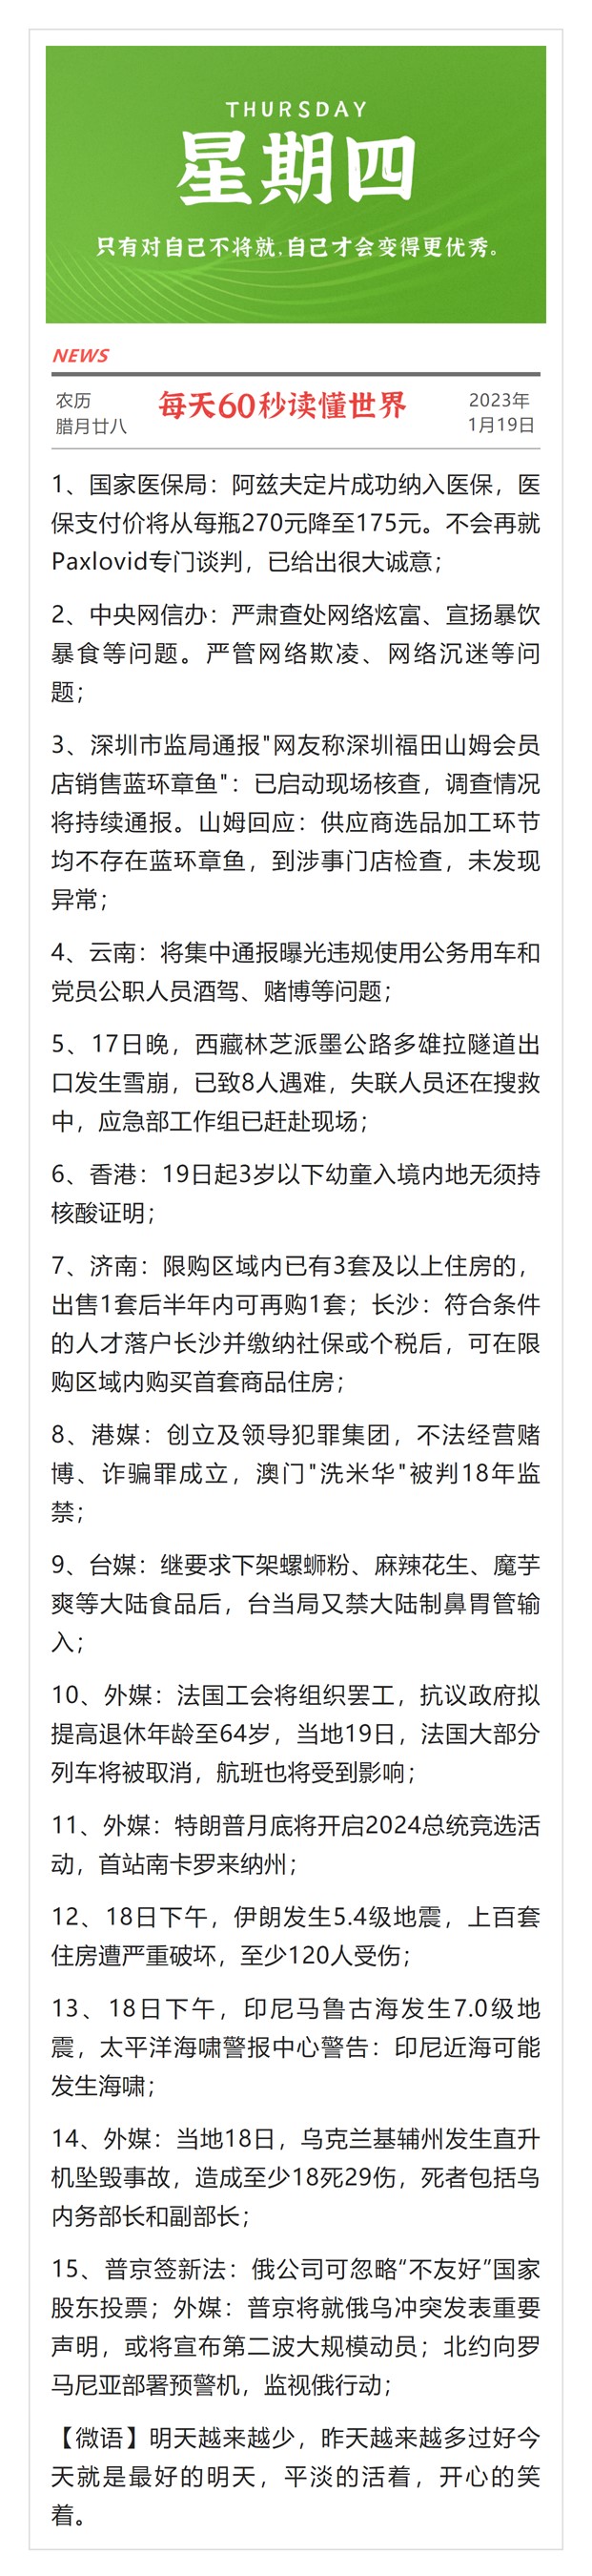 THURSDAY
星期四
只有对自己不将就,自己才会变得更优秀。
NEWS
农历
腊月廿八
每天60秒读懂世界
2023年
1月19日
1、国家医保局：阿兹夫定片成功纳入医保，医
保支付价将从每瓶270元降至175元。不会再就
Paxlovid专门谈判，已给出很大诚意；
2、中央网信办：严肃查处网络炫富、宣扬暴饮
暴食等问题。严管网络欺凌、网络沉迷等问
题；
3、深圳市监局通报"网友称深圳福田山姆会员
店销售蓝环章鱼"：已启动现场核查，调查情况
将持续通报。山姆回应：供应商选品加工环节
均不存在蓝环章鱼，到涉事门店检查，未发现
异常；
4、云南：将集中通报曝光违规使用公务用车和
党员公职人员酒驾、赌博等问题；
5、17日晚，西藏林芝派墨公路多雄拉隧道出
口发生雪崩，已致8人遇难，失联人员还在搜救
中，应急部工作组已赶赴现场；
6、香港：19日起3岁以下幼童入境内地无须持
核酸证明；
7、济南：限购区域内已有3套及以上住房的，
出售1套后半年内可再购1套；长沙：符合条件
的人才落户长沙并缴纳社保或个税后，可在限
购区域内购买首套商品住房；
8、港媒：创立及领导犯罪集团，不法经营赌
博、诈骗罪成立，澳门"洗米华"被判18年监
禁；
9、台媒：继要求下架螺蛳粉、麻辣花生、魔芋
爽等大陆食品后，台当局又禁大陆制鼻胃管输
入；
10、外媒：法国工会将组织罢工，抗议政府拟
提高退休年龄至64岁，当地19日，法国大部分
列车将被取消，航班也将受到影响；
11、外媒：特朗普月底将开启2024总统竞选活
动，首站南卡罗来纳州；
12、18日下午，伊朗发生5.4级地震，上百套
住房遭严重破坏，至少120人受伤；
13、18日下午，印尼马鲁古海发生7.0级地
震，太平洋海啸警报中心警告：印尼近海可能
发生海啸；
14、外媒：当地18日，乌克兰基辅州发生直升
机坠毁事故，造成至少18死29伤，死者包括乌
内务部长和副部长；
15、普京签新法：俄公司可忽略“不友好”国家
股东投票；外媒：普京将就俄乌冲突发表重要
声明，或将宣布第二波大规模动员；北约向罗
马尼亚部署预警机，监视俄行动；
【微语】明天越来越少，昨天越来越多过好今
天就是最好的明天，平淡的活着，开心的笑
着。